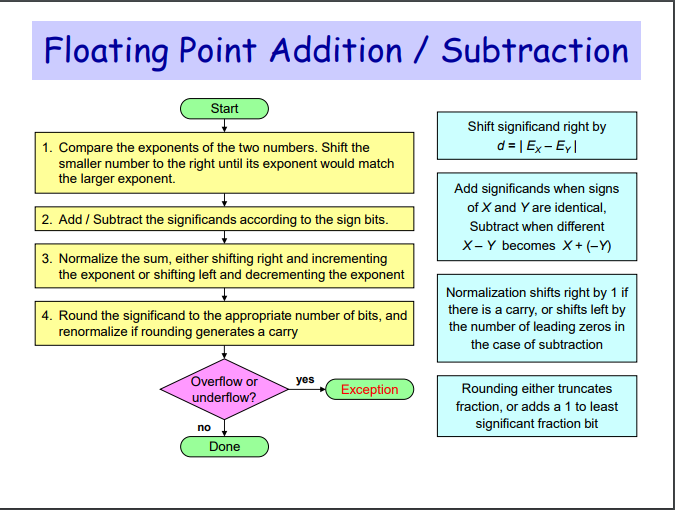 Floating Point Addition / Subtraction
Start
1. Compare the exponents of the two numbers. Shift the
smaller number to the right until its exponent would match
the larger exponent.
2. Add / Subtract the significands according to the sign bits.
3. Normalize the sum, either shifting right and incrementing
the exponent or shifting left and decrementing the exponent
4. Round the significand to the appropriate number of bits, and
renormalize if rounding generates a carry
Overflow or
underflow?
yes
Exception
no
Done
Shift significand right by
d = | EX – EY |
Add significands when signs
of X and Y are identical,
Subtract when different
X – Y becomes X + (–Y)
Normalization shifts right by 1 if
there is a carry, or shifts left by
the number of leading zeros in
the case of subtraction
Rounding either truncates
fraction, or adds a 1 to least
significant fraction bit